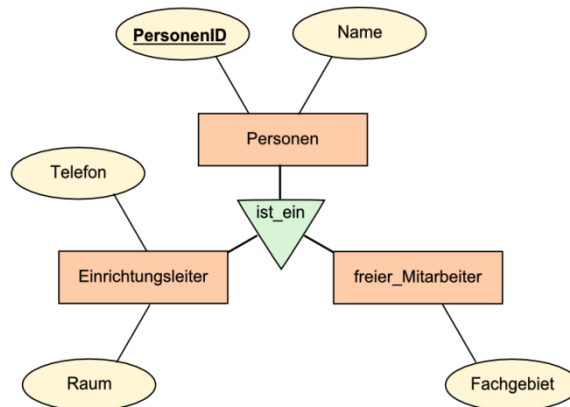 PersonenID
Name
Personen
Telefon
ist_ein
Einrichtungsleiter
freier_Mitarbeiter
Raum
Fachgebiet